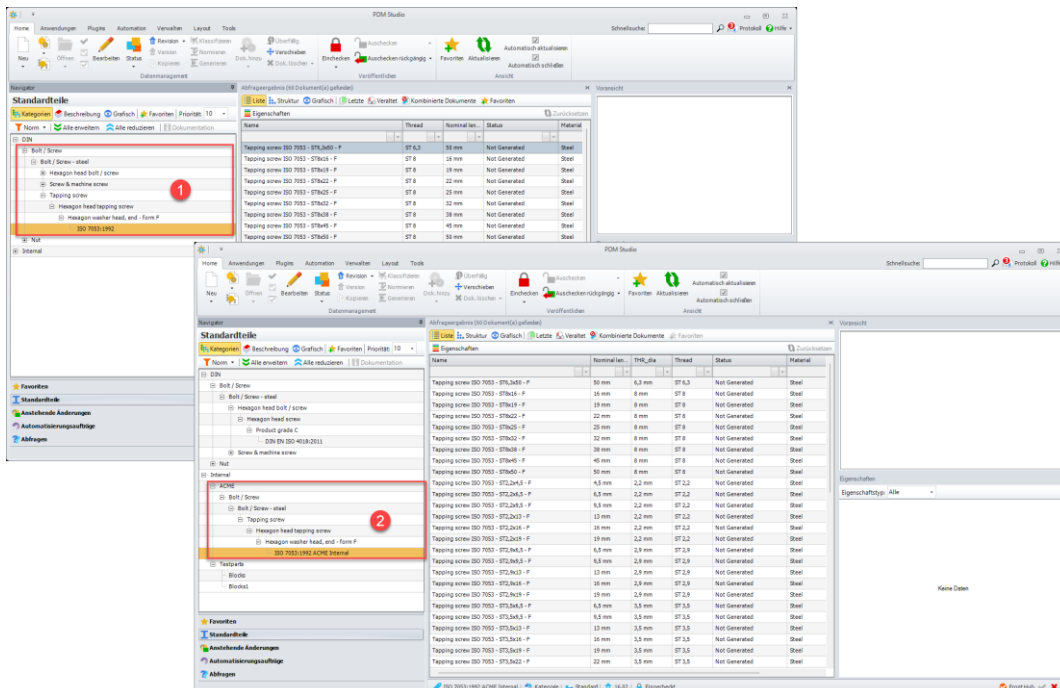 PDM Studio
Home Anwendungen Plugins Automation Verwalten Layout Tools
Schnellsuche: Protokoll Hilfe
Neu Öffnen Bearbeiten Status Revision Version Kopieren Klassifizieren Normieren Generieren Dok.hinzu Überfällig Verschieben Dok.löschen Einchecken Auschecken Auschecken rückgängig Favoriten Aktualisieren Automatisch aktualisieren Automatisch schließen
Datenmanagement Veröffentlichen Ansicht
Navigator
Standardteile
Kategorien Beschreibung Grafisch Favoriten Priorität: 10
Norm Alle erweitern Alle reduzieren Dokumentation
DIN
Bolt / Screw
Bolt / Screw - steel
Hexagon head bolt / screw
Screw & machine screw
Tapping screw
Hexagon head tapping screw
Hexagon washer head, end - form F
ISO 7053:1992
Nut
Internal
1
Favoriten
Standardteile
Anstehende Änderungen
Automatisierungsaufträge
Abfragen
Abfrageergebnis (50 Dokument(e) gefunden)
Liste Struktur Grafisch Letzte Veraltet Kombinierte Dokumente Favoriten
Eigenschaften Zurücksetzen
Name Thread Nominal len... Status Material
Tapping screw ISO 7053 - ST6,3x50 - F ST 6,3 50 mm Not Generated Steel
Tapping screw ISO 7053 - ST8x16 - F ST 8 16 mm Not Generated Steel
Tapping screw ISO 7053 - ST8x19 - F ST 8 19 mm Not Generated Steel
Tapping screw ISO 7053 - ST8x22 - F ST 8 22 mm Not Generated Steel
Tapping screw ISO 7053 - ST8x25 - F ST 8 25 mm Not Generated Steel
Tapping screw ISO 7053 - ST8x32 - F ST 8 32 mm Not Generated Steel
Tapping screw ISO 7053 - ST8x38 - F ST 8 38 mm Not Generated Steel
Tapping screw ISO 7053 - ST8x45 - F ST 8 45 mm Not Generated Steel
Tapping screw ISO 7053 - ST8x50 - F ST 8 50 mm Not Generated Steel
Voransicht
PDM Studio
Home Anwendungen Plugins Automation Verwalten Layout Tools
Schnellsuche: Protokoll Hilfe
Neu Öffnen Bearbeiten Status Revision Version Kopieren Klassifizieren Normieren Generieren Dok.hinzu Überfällig Verschieben Dok.löschen Einchecken Auschecken Auschecken rückgängig Favoriten Aktualisieren Automatisch aktualisieren Automatisch schließen
Datenmanagement Veröffentlichen Ansicht
Navigator
Standardteile
Kategorien Beschreibung Grafisch Favoriten Priorität: 10
Norm Alle erweitern Alle reduzieren Dokumentation
DIN
Bolt / Screw
Bolt / Screw - steel
Hexagon head bolt / screw
Hexagon head screw
Product grade C
DIN EN ISO 4018:2011
Screw & machine screw
Nut
Internal
ACME
Bolt / Screw
Bolt / Screw - steel
Tapping screw
Hexagon head tapping screw
Hexagon washer head, end - form F
ISO 7053:1992 ACME Internal
Testparts
Blocks
Blocks1
2
Favoriten
Standardteile
Anstehende Änderungen
Automatisierungsaufträge
Abfragen
Abfrageergebnis (50 Dokument(e) gefunden)
Liste Struktur Grafisch Letzte Veraltet Kombinierte Dokumente Favoriten
Eigenschaften Zurücksetzen
Name Nominal len... THR_dia Thread Status Material
Tapping screw ISO 7053 - ST6,3x50 - F 50 mm 6,3 mm ST 6,3 Not Generated Steel
Tapping screw ISO 7053 - ST8x16 - F 16 mm 8 mm ST 8 Not Generated Steel
Tapping screw ISO 7053 - ST8x19 - F 19 mm 8 mm ST 8 Not Generated Steel
Tapping screw ISO 7053 - ST8x22 - F 22 mm 8 mm ST 8 Not Generated Steel
Tapping screw ISO 7053 - ST8x25 - F 25 mm 8 mm ST 8 Not Generated Steel
Tapping screw ISO 7053 - ST8x32 - F 32 mm 8 mm ST 8 Not Generated Steel
Tapping screw ISO 7053 - ST8x38 - F 38 mm 8 mm ST 8 Not Generated Steel
Tapping screw ISO 7053 - ST8x45 - F 45 mm 8 mm ST 8 Not Generated Steel
Tapping screw ISO 7053 - ST8x50 - F 50 mm 8 mm ST 8 Not Generated Steel
Tapping screw ISO 7053 - ST2,2x4,5 - F 4,5 mm 2,2 mm ST 2,2 Not Generated Steel
Tapping screw ISO 7053 - ST2,2x6,5 - F 6,5 mm 2,2 mm ST 2,2 Not Generated Steel
Tapping screw ISO 7053 - ST2,2x9,5 - F 9,5 mm 2,2 mm ST 2,2 Not Generated Steel
Tapping screw ISO 7053 - ST2,2x13 - F 13 mm 2,2 mm ST 2,2 Not Generated Steel
Tapping screw ISO 7053 - ST2,2x16 - F 16 mm 2,2 mm ST 2,2 Not Generated Steel
Tapping screw ISO 7053 - ST2,2x19 - F 19 mm 2,2 mm ST 2,2 Not Generated Steel
Tapping screw ISO 7053 - ST2,9x6,5 - F 6,5 mm 2,9 mm ST 2,9 Not Generated Steel
Tapping screw ISO 7053 - ST2,9x9,5 - F 9,5 mm 2,9 mm ST 2,9 Not Generated Steel
Tapping screw ISO 7053 - ST2,9x13 - F 13 mm 2,9 mm ST 2,9 Not Generated Steel
Tapping screw ISO 7053 - ST2,9x16 - F 16 mm 2,9 mm ST 2,9 Not Generated Steel
Tapping screw ISO 7053 - ST2,9x19 - F 19 mm 2,9 mm ST 2,9 Not Generated Steel
Tapping screw ISO 7053 - ST3,5x6,5 - F 6,5 mm 3,5 mm ST 3,5 Not Generated Steel
Tapping screw ISO 7053 - ST3,5x9,5 - F 9,5 mm 3,5 mm ST 3,5 Not Generated Steel
Tapping screw ISO 7053 - ST3,5x13 - F 13 mm 3,5 mm ST 3,5 Not Generated Steel
Tapping screw ISO 7053 - ST3,5x16 - F 16 mm 3,5 mm ST 3,5 Not Generated Steel
Tapping screw ISO 7053 - ST3,5x19 - F 19 mm 3,5 mm ST 3,5 Not Generated Steel
Tapping screw ISO 7053 - ST3,5x22 - F 22 mm 3,5 mm ST 3,5 Not Generated Steel
Voransicht
Eigenschaften
Eigenschaftstyp: Alle
Keine Daten
ISO 7053:1992 ACME Internal Kategorie Standard Eingecheckt